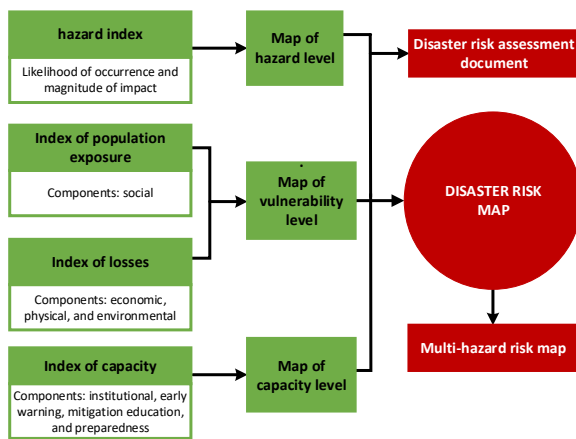 hazard index
Likelihood of occurrence and
magnitude of impact
Map of
hazard level
Disaster risk assessment
document
Index of population
exposure
Components: social
Map of
vulnerability
level
DISASTER RISK
MAP
Index of losses
Components: economic,
physical, and environmental
Multi-hazard risk map
Index of capacity
Components: institutional, early
warning, mitigation education,
and preparedness
Map of
capacity level